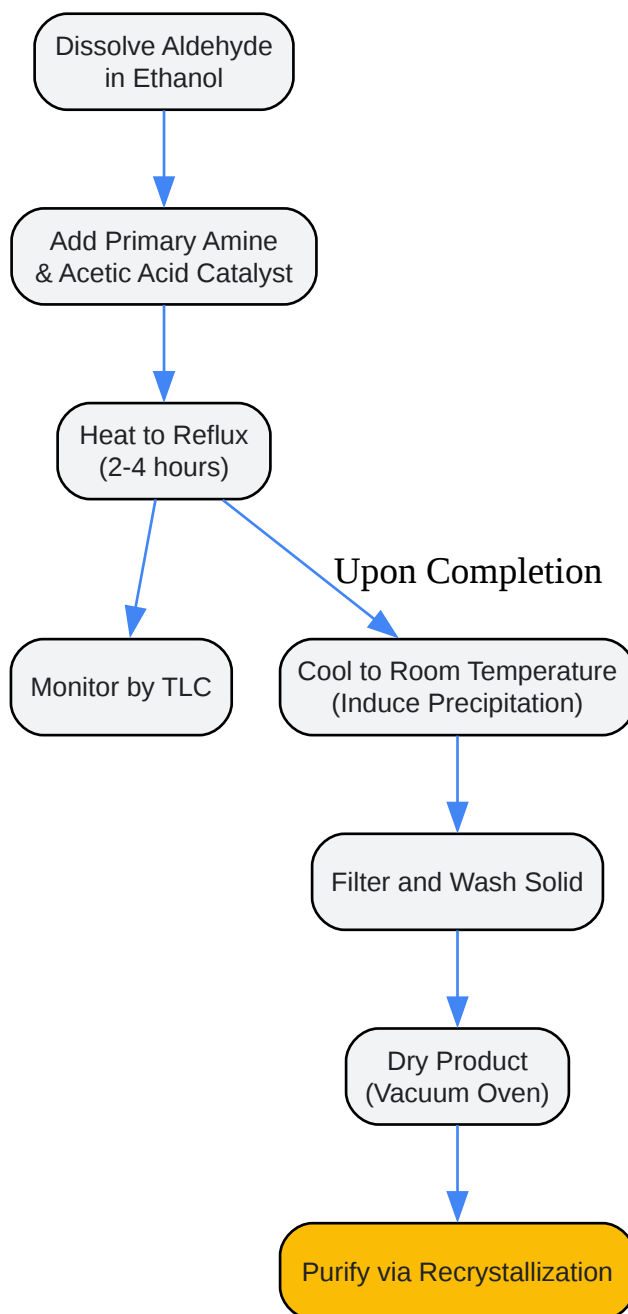 Dissolve Aldehyde
in Ethanol
Add Primary Amine
& Acetic Acid Catalyst
Heat to Reflux
(2-4 hours)
Upon Completion
Monitor by TLC
Cool to Room Temperature
(Induce Precipitation)
Filter and Wash Solid
Dry Product
(Vacuum Oven)
Purify via Recrystallization